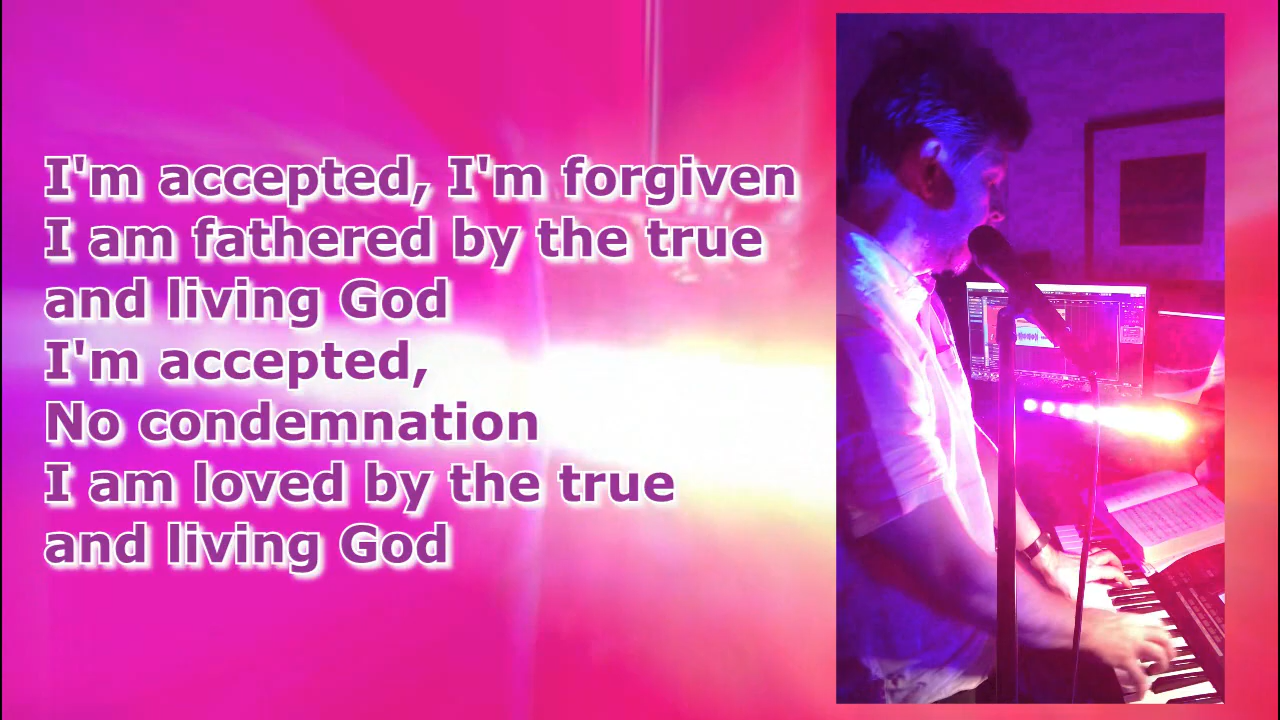 I'm accepted, I'm forgiven
I am fathered by the true
and living God
I'm accepted,
No condemnation
I am loved by the true
and living God